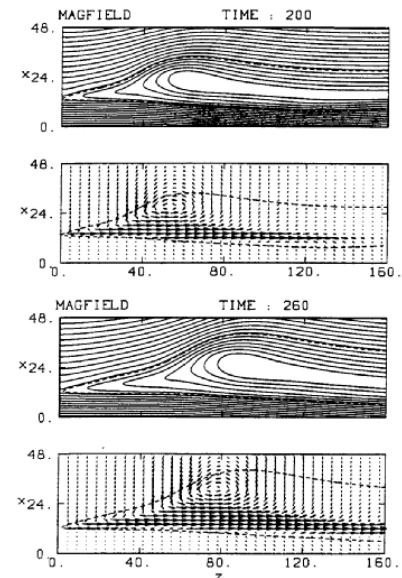 MAGFIELD TIME : 200
48.
x24.
0.
48.
x24.
0.
0. 40. 80. 120. 160.
MAGFIELD TIME : 260
48.
x24.
0.
48.
x24.
0.
0. 40. 80. 120. 160.
z